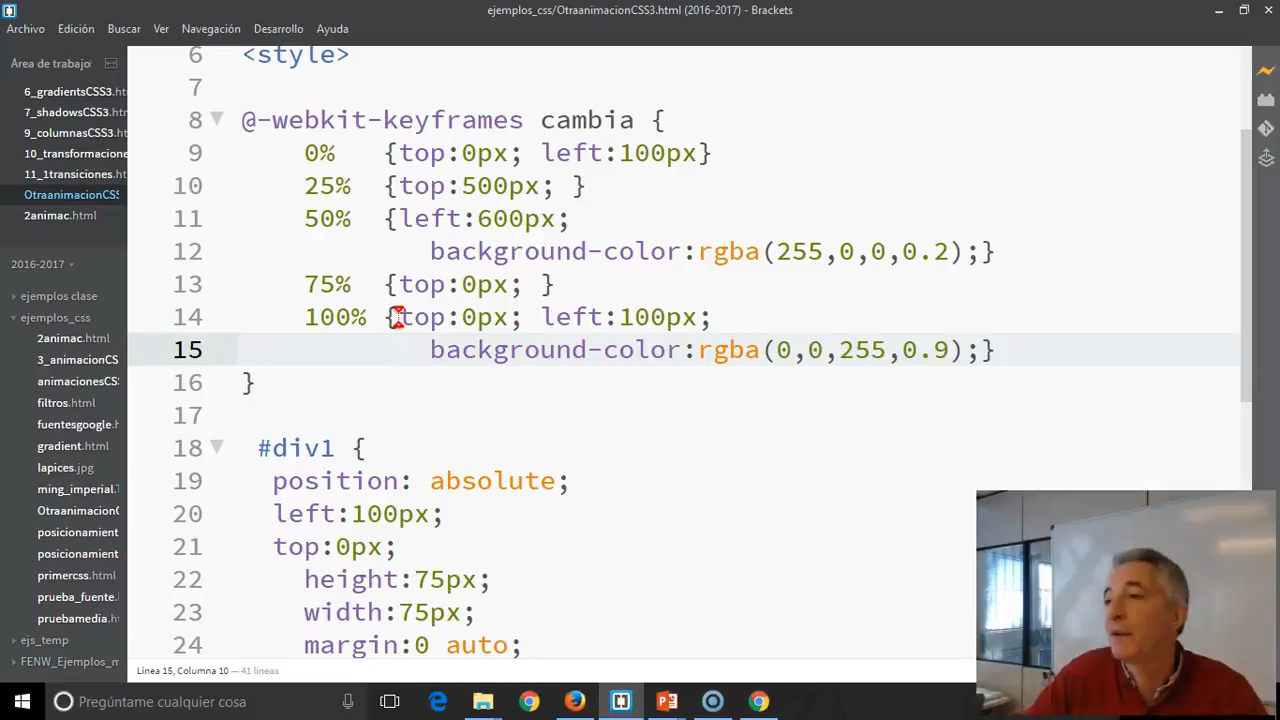 ejemplos_css/OtraanimacionCSS3.html (2016-2017) - Brackets
Archivo Edición Buscar Ver Navegación Desarrollo Ayuda
Área de trabajo
6_gradientsCSS3.ht
7_shadowsCSS3.ht
9_columnasCSS3.ht
10_transformacione
11_1transiciones.ht
OtraanimacionCSS
2animac.html
2016-2017
ejemplos clase
ejemplos_css
2animac.html
3_animacionCS
animacionesCS
filtros.html
fuentesgoogle.h
gradient.html
lapices.jpg
ming_imperial.T
OtraanimacionC
posicionamient
posicionamient
primercss.html
prueba_fuente.
pruebamedia.h
ejs_temp
FENW_Ejemplos_m
6 <style>
7
8 @-webkit-keyframes cambia {
9 0% {top:0px; left:100px}
10 25% {top:500px; }
11 50% {left:600px;
12 background-color:rgba(255,0,0,0.2);}
13 75% {top:0px; }
14 100% {top:0px; left:100px;
15 background-color:rgba(0,0,255,0.9);}
16 }
17
18 #div1 {
19 position: absolute;
20 left:100px;
21 top:0px;
22 height:75px;
23 width:75px;
24 margin:0 auto;
Línea 15, Columna 10 — 41 líneas
Pregúntame cualquier cosa